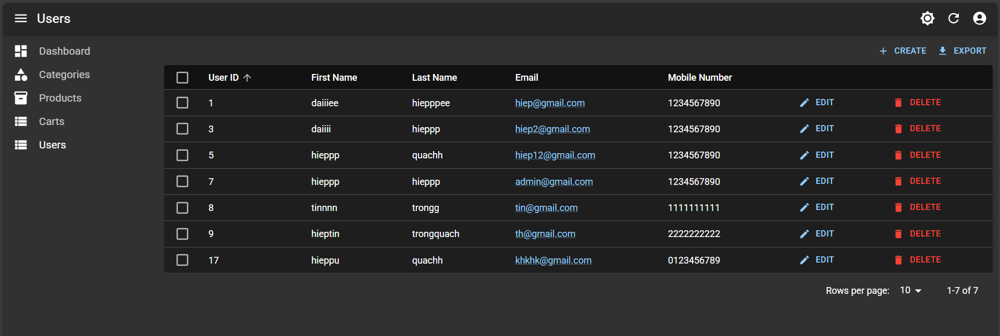 Users
Dashboard
Categories
Products
Carts
Users
CREATE EXPORT
User ID First Name Last Name Email Mobile Number
1 daiiiee hiepppee hiep@gmail.com 1234567890 EDIT DELETE
3 daiiii hieppp hiep2@gmail.com 1234567890 EDIT DELETE
5 hieppp quachh hiep12@gmail.com 1234567890 EDIT DELETE
7 hieppp hieppp admin@gmail.com 1234567890 EDIT DELETE
8 tinnnn trongg tin@gmail.com 1111111111 EDIT DELETE
9 hieptin trongquach th@gmail.com 2222222222 EDIT DELETE
17 hieppu quachh khkhk@gmail.com 0123456789 EDIT DELETE
Rows per page: 10 1-7 of 7